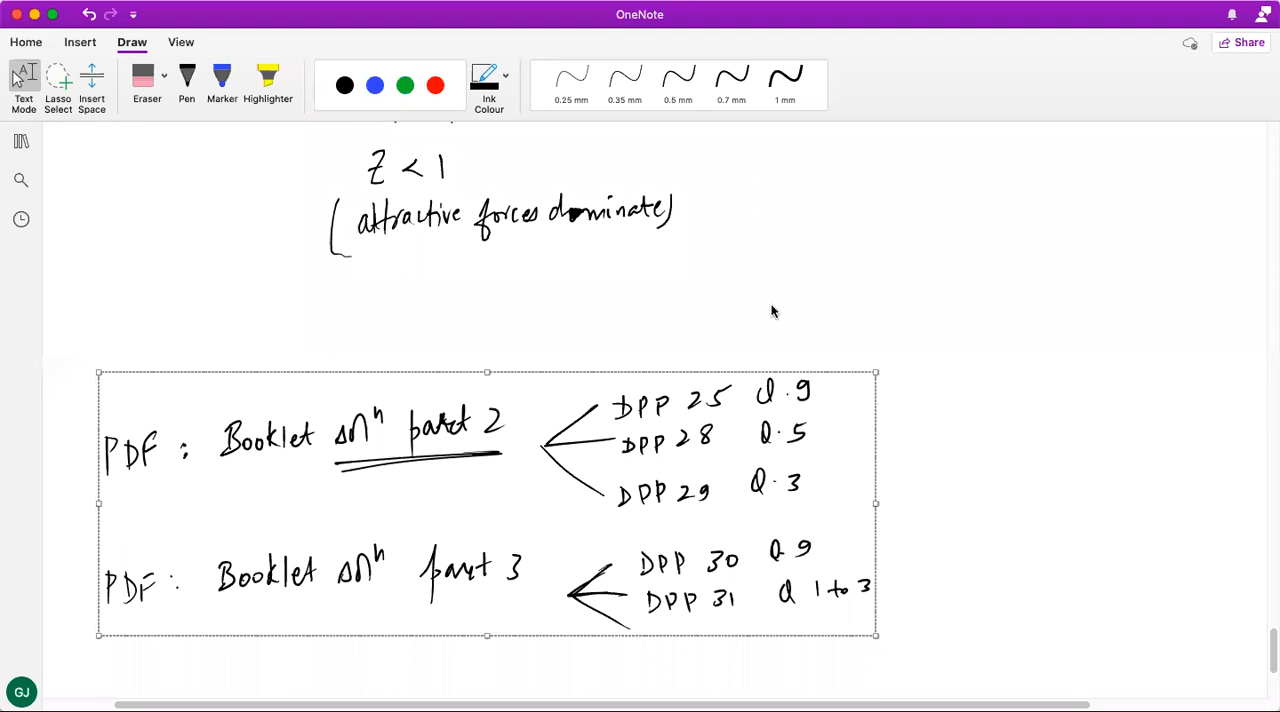 OneNote
Home Insert Draw View
Share
Text Mode
Lasso Select
Insert Space
Eraser
Pen
Marker
Highlighter
Ink Colour
0.25 mm
0.35 mm
0.5 mm
0.7 mm
1 mm
Z < 1
(attractive forces dominate)
PDF : Booklet solⁿ part 2
DPP 25 Q.9
DPP 28 Q.5
DPP 29 Q.3
PDF : Booklet solⁿ part 3
DPP 30 Q 9
DPP 31 Q 1 to 3
GJ